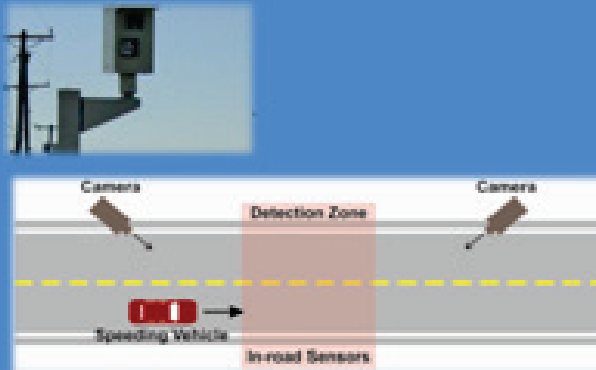 Camera
Camera
Detection Zone
Speeding Vehicle
In-road Sensors